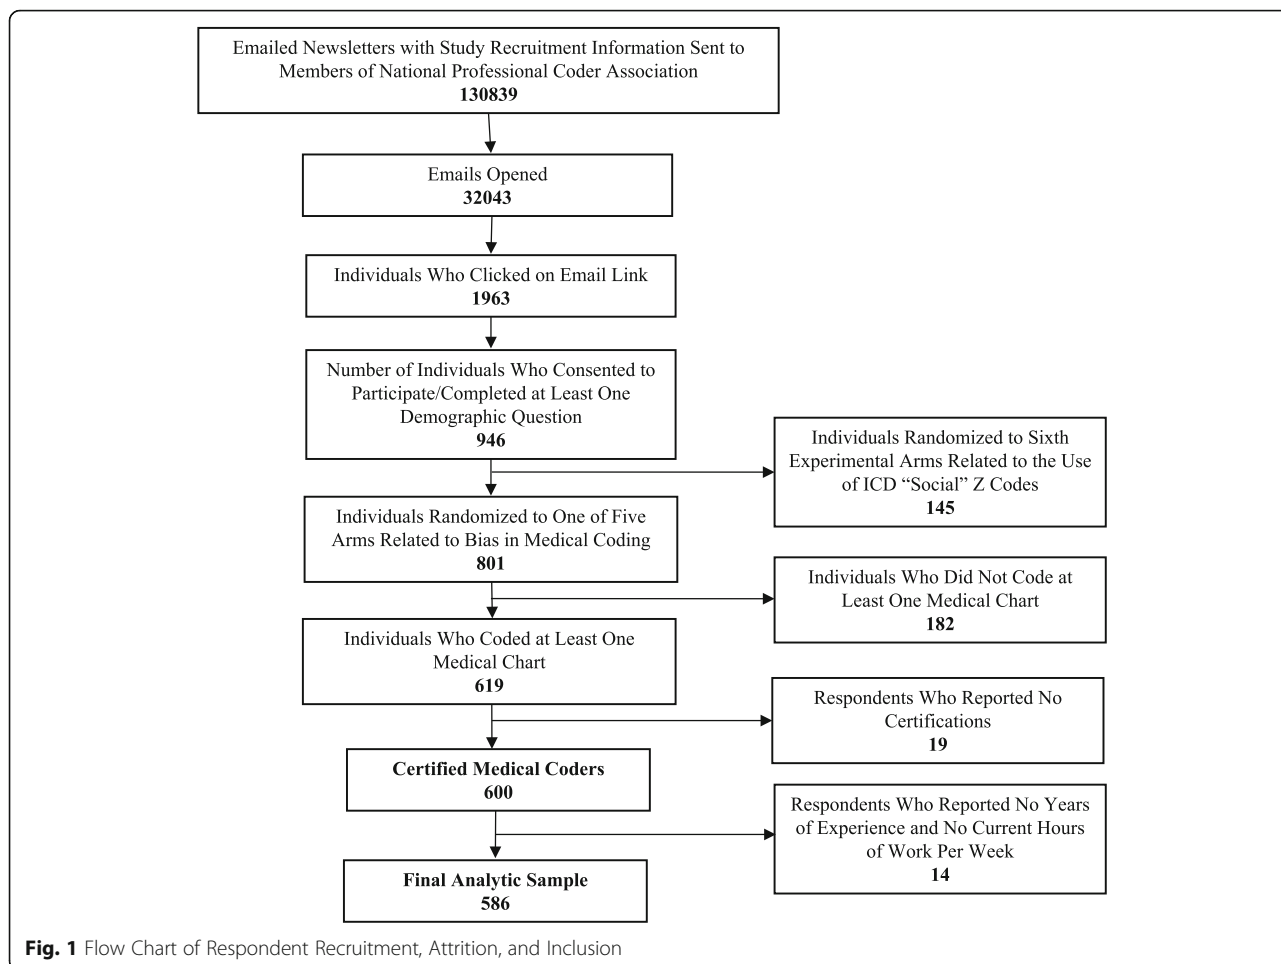 Emailed Newsletters with Study Recruitment Information Sent to
Members of National Professional Coder Association
130839
Emails Opened
32043
Individuals Who Clicked on Email Link
1963
Number of Individuals Who Consented to
Participate/Completed at Least One
Demographic Question
946
Individuals Randomized to Sixth
Experimental Arms Related to the Use
of ICD “Social” Z Codes
145
Individuals Randomized to One of Five
Arms Related to Bias in Medical Coding
801
Individuals Who Did Not Code at
Least One Medical Chart
182
Individuals Who Coded at Least One
Medical Chart
619
Respondents Who Reported No
Certifications
19
Certified Medical Coders
600
Respondents Who Reported No Years
of Experience and No Current Hours
of Work Per Week
14
Final Analytic Sample
586
Fig. 1 Flow Chart of Respondent Recruitment, Attrition, and Inclusion